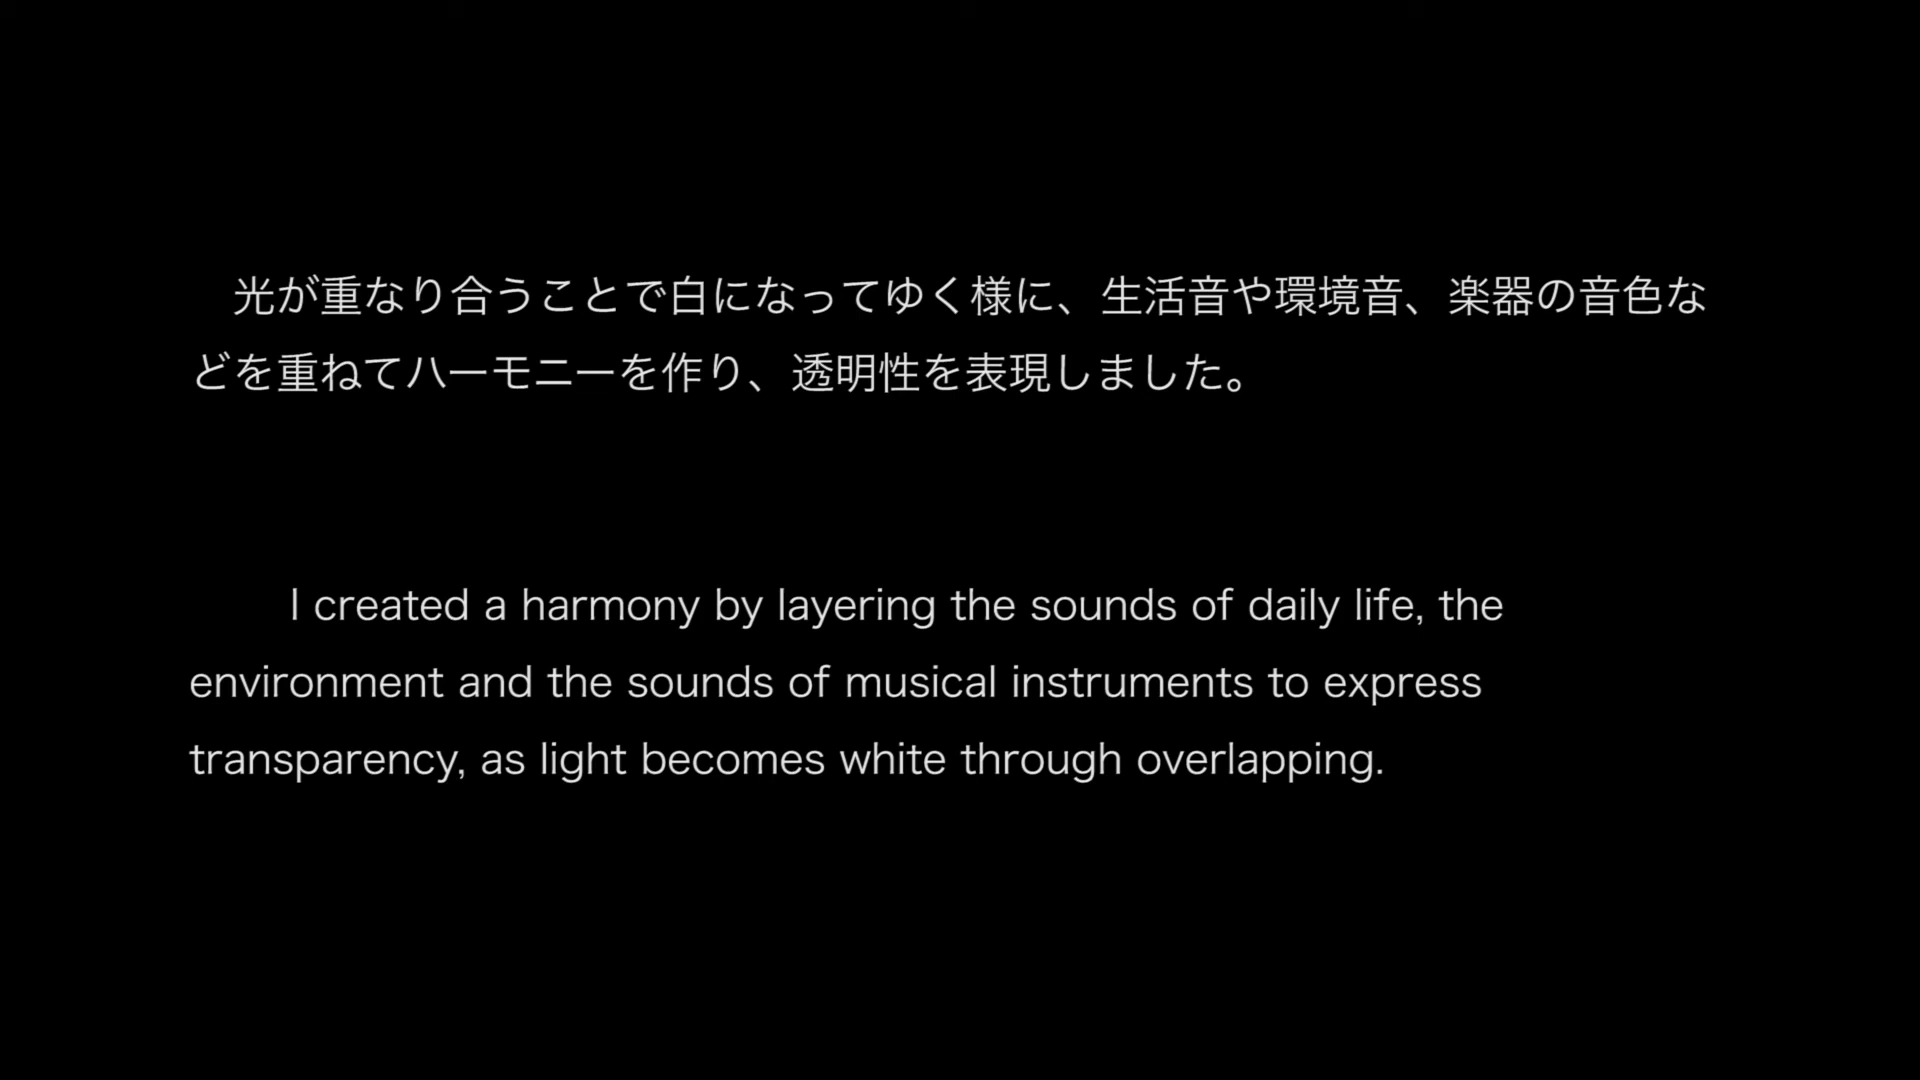 光が重なり合うことで白になってゆく様に、生活音や環境音、楽器の音色な
どを重ねてハーモニーを作り、透明性を表現しました。
I created a harmony by layering the sounds of daily life, the
environment and the sounds of musical instruments to express
transparency, as light becomes white through overlapping.